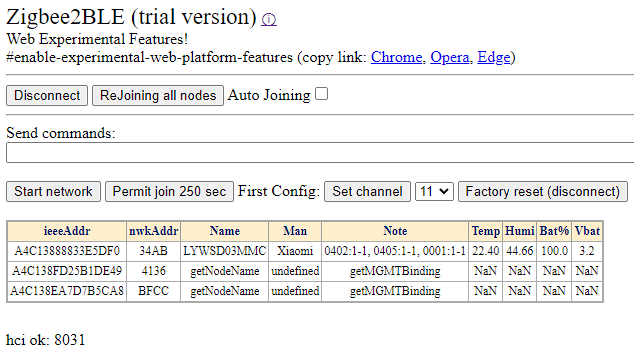 Zigbee2BLE (trial version) ⓘ
Web Experimental Features!
#enable-experimental-web-platform-features (copy link: Chrome, Opera, Edge)
Disconnect ReJoining all nodes Auto Joining
Send commands:
Start network Permit join 250 sec First Config: Set channel 11 Factory reset (disconnect)
ieeeAddr nwkAddr Name Man Note Temp Humi Bat% Vbat
A4C13888833E5DF0 34AB LYWSD03MMC Xiaomi 0402:1-1, 0405:1-1, 0001:1-1 22.40 44.66 100.0 3.2
A4C138FD25B1DE49 4136 getNodeName undefined getMGMTBinding NaN NaN NaN NaN
A4C138EA7D7B5CA8 BFCC getNodeName undefined getMGMTBinding NaN NaN NaN NaN
hci ok: 8031